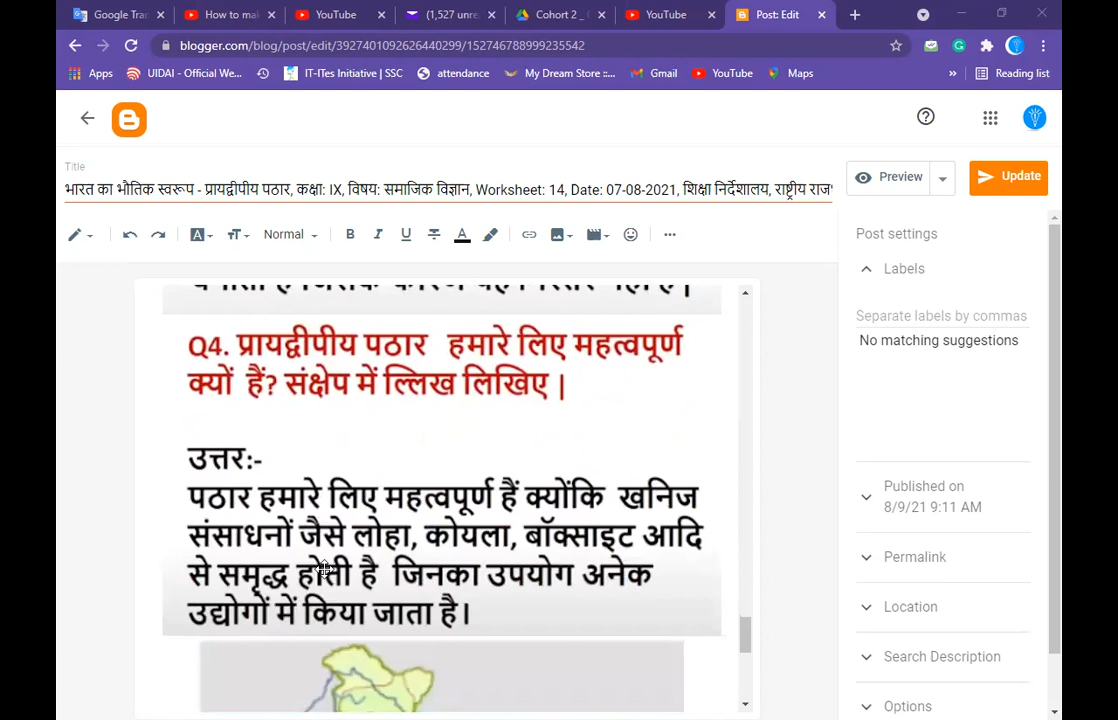 Google Tran
How to mak
YouTube
(1,527 unre
Cohort 2 _
YouTube
Post: Edit
blogger.com/blog/post/edit/3927401092626440299/152746788999235542
Apps
UIDAI - Official We...
IT-ITes Initiative | SSC
attendance
My Dream Store ::...
Gmail
YouTube
Maps
»
Reading list
Title
भारत का भौतिक स्वरूप - प्रायद्वीपीय पठार, कक्षा: IX, विषय: समाजिक विज्ञान, Worksheet: 14, Date: 07-08-2021, शिक्षा निर्देशालय, राष्ट्रीय राज
Preview
Update
Normal
Post settings
Labels
Separate labels by commas
No matching suggestions
Published on
8/9/21 9:11 AM
Permalink
Location
Search Description
Options
Q4. प्रायद्वीपीय पठार हमारे लिए महत्वपूर्ण
क्यों हैं? संक्षेप में ल्लिख लिखिए |
उत्तर:-
पठार हमारे लिए महत्वपूर्ण हैं क्योंकि खनिज
संसाधनों जैसे लोहा, कोयला, बॉक्साइट आदि
से समृद्ध होती है जिनका उपयोग अनेक
उद्योगों में किया जाता है।